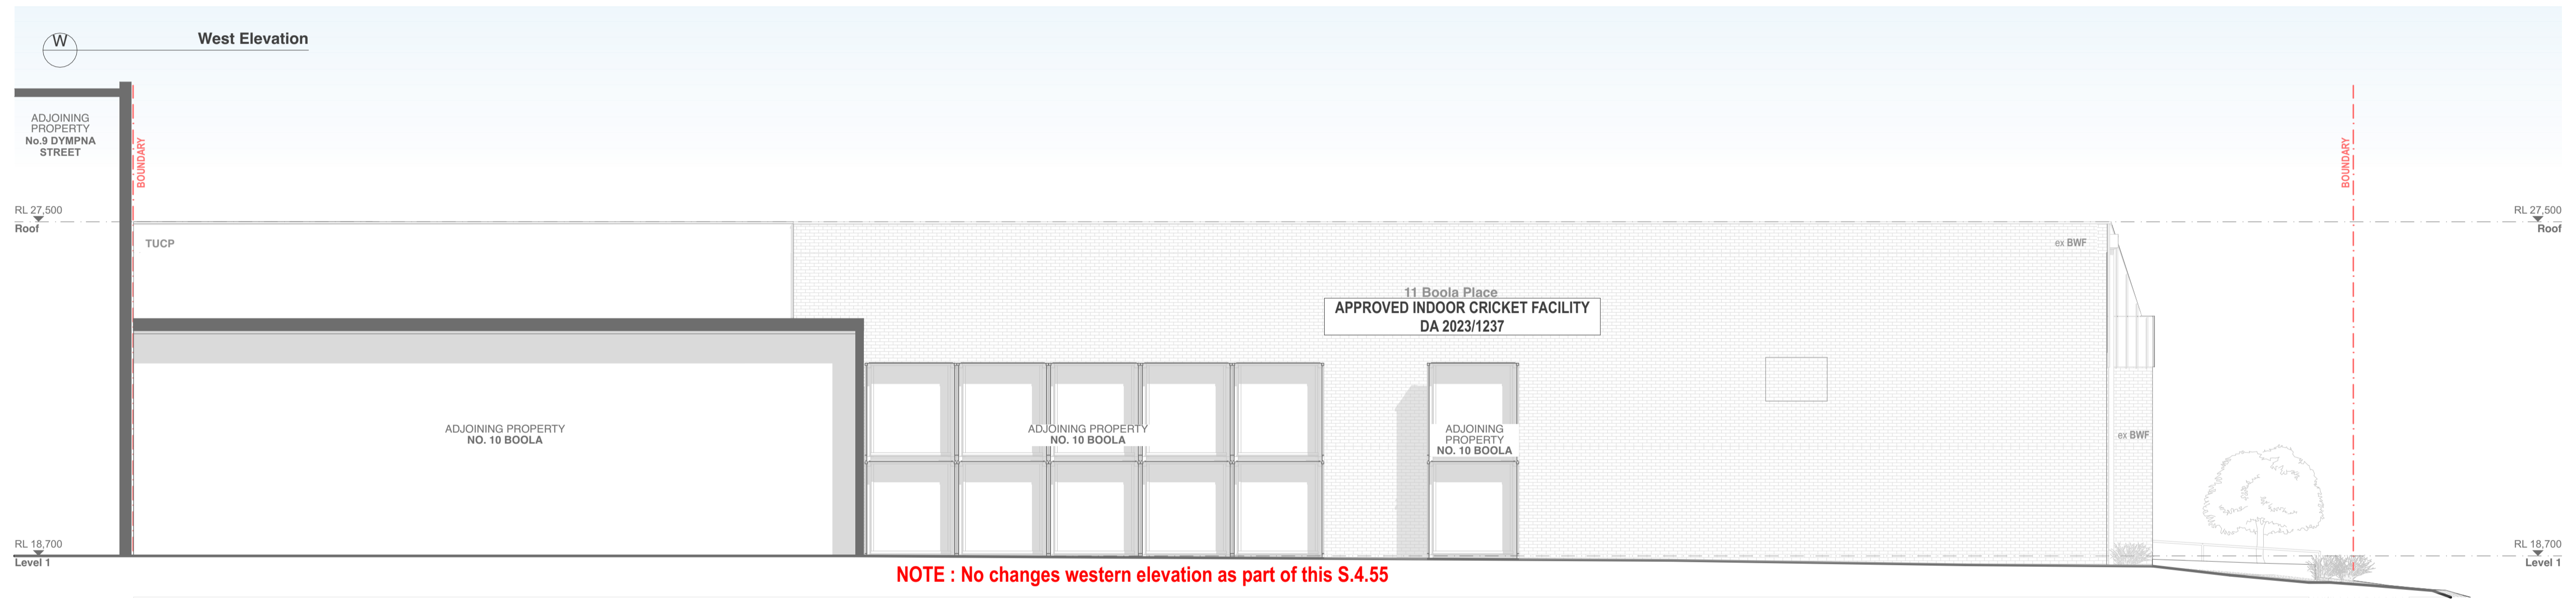 W
West Elevation
ADJOINING
PROPERTY
No.9 DYMPNA
STREET
BOUNDARY
BOUNDARY
RL 27,500
Roof
RL 27,500
Roof
TUCP
ex BWF
11 Boola Place
APPROVED INDOOR CRICKET FACILITY
DA 2023/1237
ADJOINING PROPERTY
NO. 10 BOOLA
ADJOINING PROPERTY
NO. 10 BOOLA
ADJOINING
PROPERTY
NO. 10 BOOLA
ex BWF
RL 18,700
Level 1
RL 18,700
Level 1
NOTE : No changes western elevation as part of this S.4.55